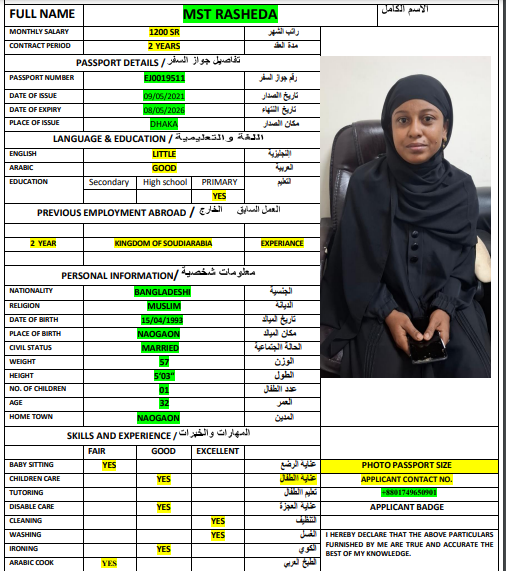 FULL NAME MST RASHEDA الاسم الكامل
MONTHLY SALARY 1200 SR راتب الشهر
CONTRACT PERIOD 2 YEARS مدة العقد
PASSPORT DETAILS / تفاصيل جواز السفر
PASSPORT NUMBER EJ0019511 رقم جواز السفر
DATE OF ISSUE 09/05/2021 تاريخ الصدار
DATE OF EXPIRY 08/05/2026 تاريخ النتهاء
PLACE OF ISSUE DHAKA مكان الصدار
LANGUAGE & EDUCATION / اللغة والتعليمية
ENGLISH LITTLE النجليزية
ARABIC GOOD العربية
EDUCATION Secondary High school PRIMARY التعليم
YES
PREVIOUS EMPLOYMENT ABROAD / العمل السابق الخارج
2 YEAR KINGDOM OF SOUDIARABIA EXPERIANCE
PERSONAL INFORMATION / معلومات شخصية
NATIONALITY BANGLADESHI الجنسية
RELIGION MUSLIM الديانة
DATE OF BIRTH 15/04/1993 تاريخ الميالد
PLACE OF BIRTH NAOGAON مكان الميالد
CIVIL STATUS MARRIED الحالة الجتماعية
WEIGHT 57 الوزن
HEIGHT 5'03" الطول
NO. OF CHILDREN 01 عدد الطفال
AGE 32 العمر
HOME TOWN NAOGAON المدين
SKILLS AND EXPERIENCE / المهارات والخبرات
FAIR GOOD EXCELLENT
BABY SITTING YES عناية الرضع
CHILDREN CARE YES عناية الطفال
TUTORING تعليم الطفال
DISABLE CARE YES عناية العجزة
CLEANING YES التنظيف
WASHING YES الغسل
IRONING YES الكوي
ARABIC COOK YES الطبخ العربي
PHOTO PASSPORT SIZE
APPLICANT CONTACT NO.
+8801749650901
APPLICANT BADGE
I HEREBY DECLARE THAT THE ABOVE PARTICULARS
FURNISHED BY ME ARE TRUE AND ACCURATE THE
BEST OF MY KNOWLEDGE.